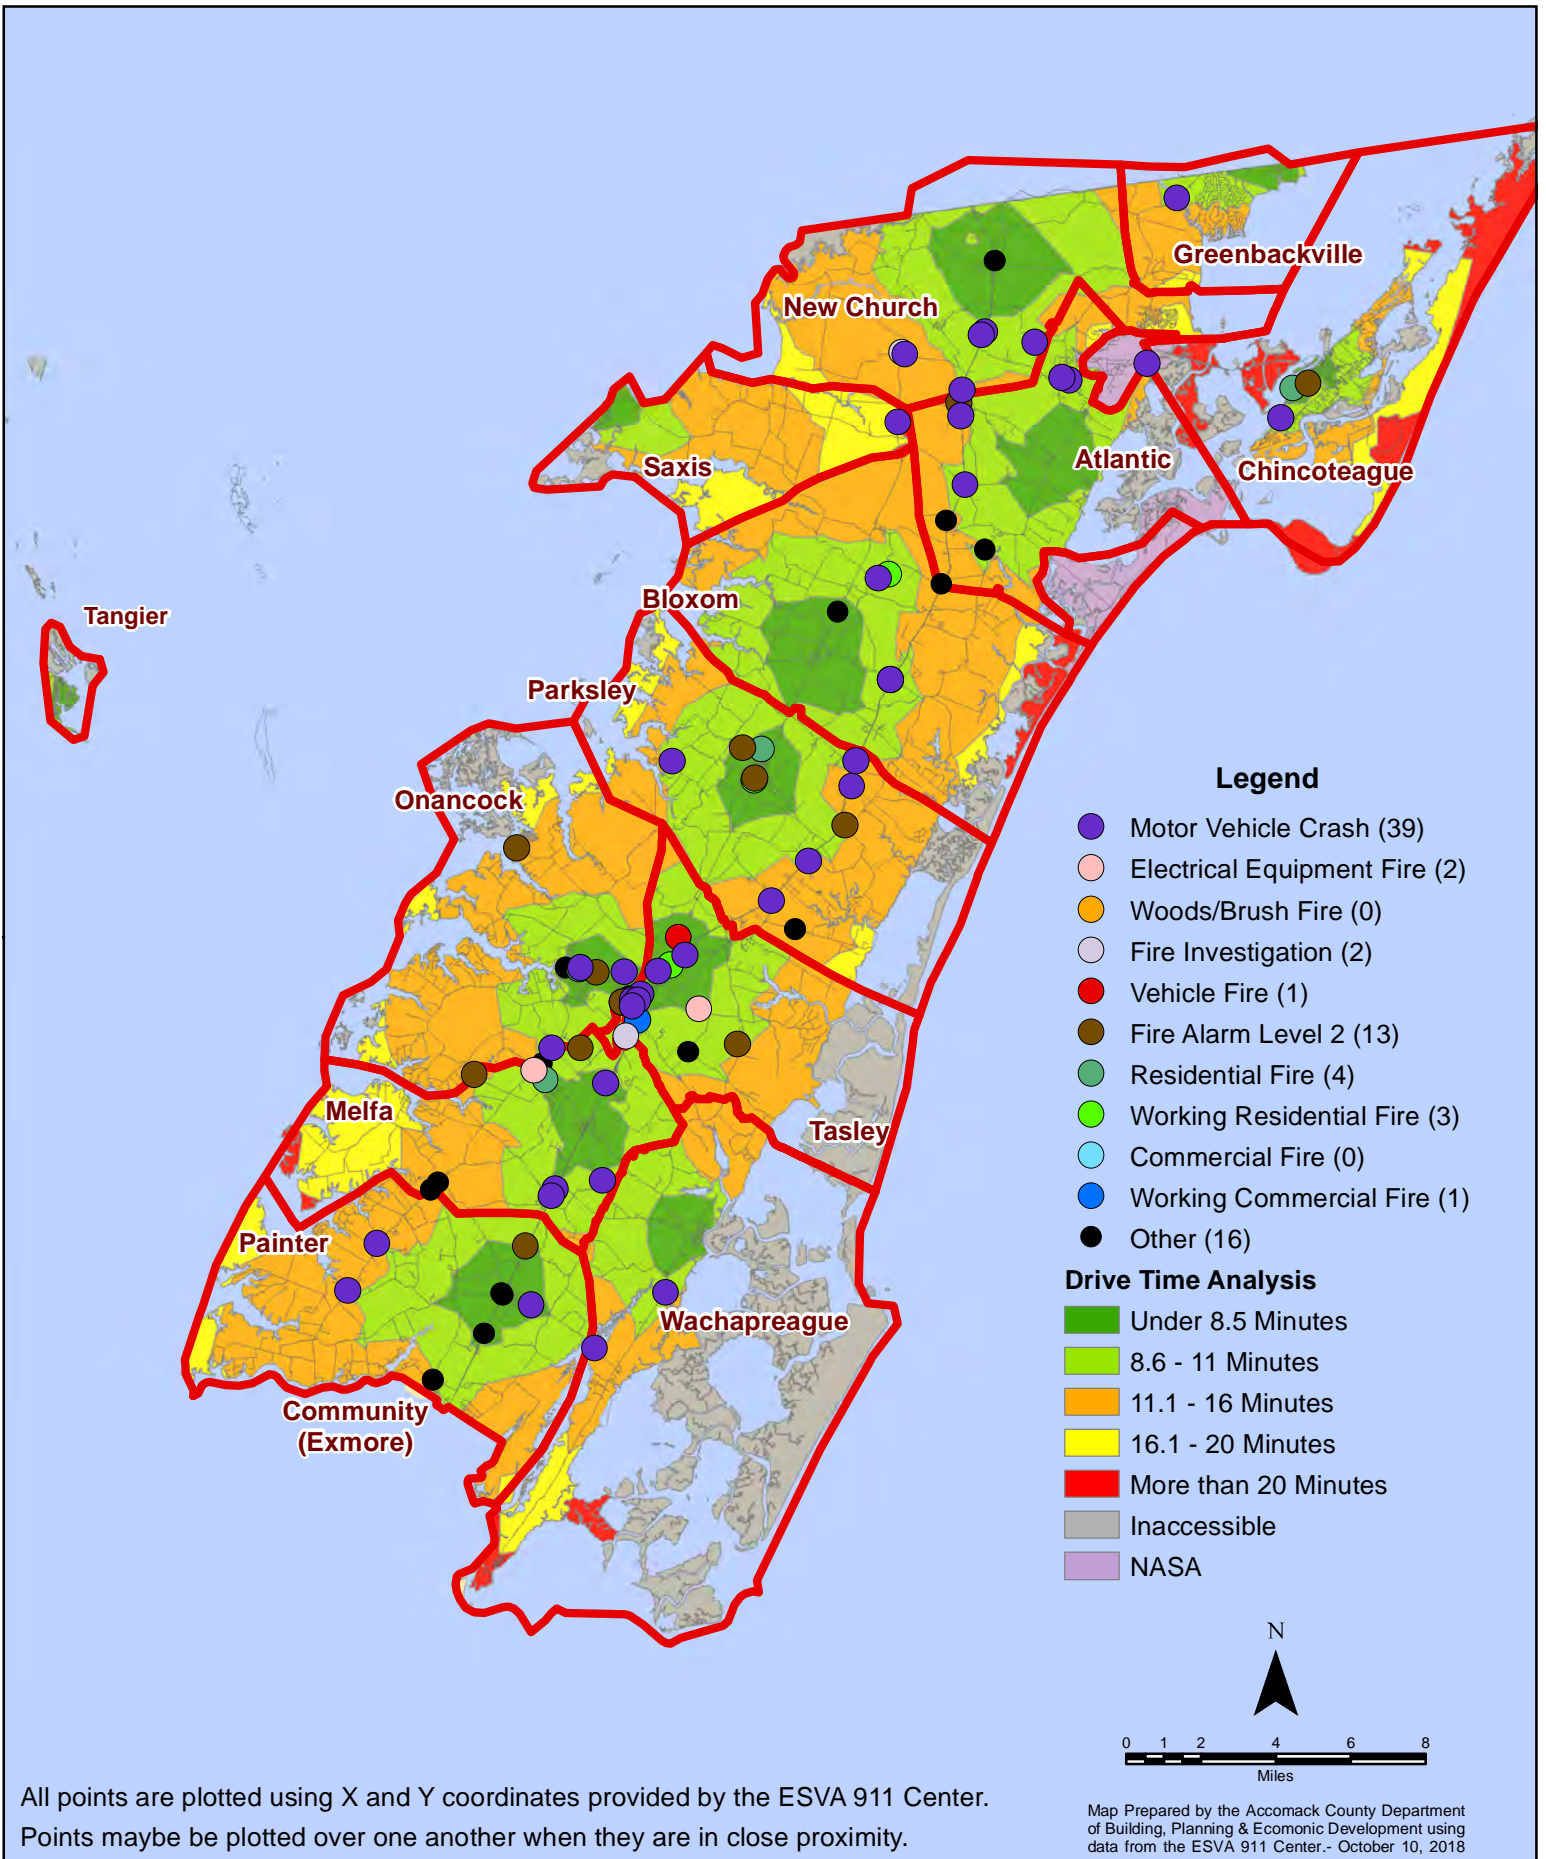 Greenbackville
New Church
Saxis
Atlantic
Chincoteague
Bloxom
Tangier
Parksley
Onancock
Melfa
Tasley
Painter
Wachapreague
Community
(Exmore)
Legend
Motor Vehicle Crash (39)
Electrical Equipment Fire (2)
Woods/Brush Fire (0)
Fire Investigation (2)
Vehicle Fire (1)
Fire Alarm Level 2 (13)
Residential Fire (4)
Working Residential Fire (3)
Commercial Fire (0)
Working Commercial Fire (1)
Other (16)
Drive Time Analysis
Under 8.5 Minutes
8.6 - 11 Minutes
11.1 - 16 Minutes
16.1 - 20 Minutes
More than 20 Minutes
Inaccessible
NASA
N
0 1 2 4 6 8
Miles
All points are plotted using X and Y coordinates provided by the ESVA 911 Center.
Points maybe be plotted over one another when they are in close proximity.
Map Prepared by the Accomack County Department
of Building, Planning & Ecomonic Development using
data from the ESVA 911 Center.- October 10, 2018